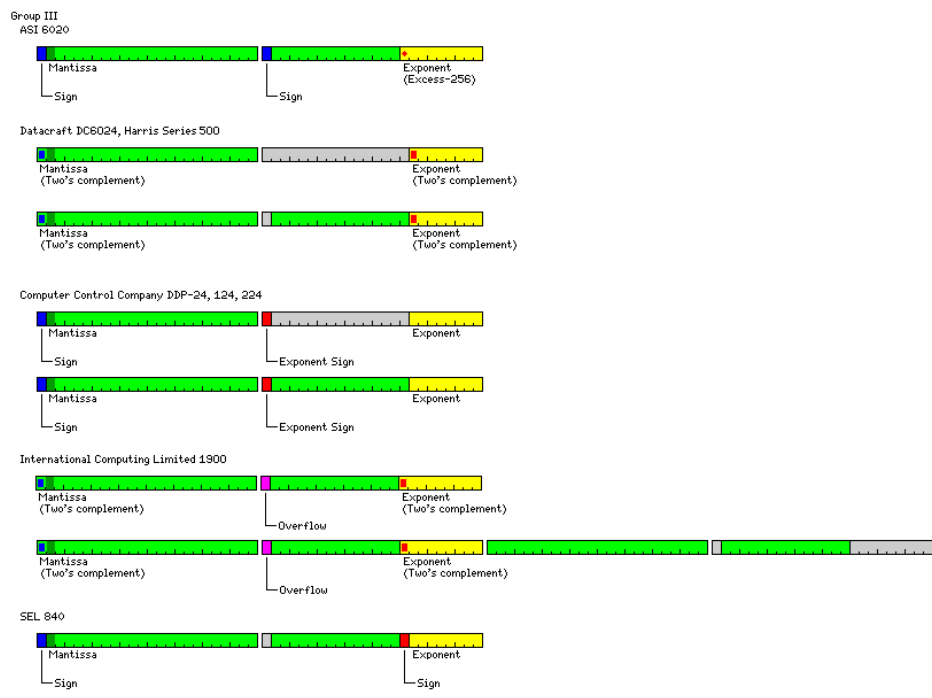 Group III
ASI 6020
Mantissa
Exponent
(Excess-256)
Sign
Sign
Datacraft DC6024, Harris Series 500
Mantissa
(Two's complement)
Exponent
(Two's complement)
Mantissa
(Two's complement)
Exponent
(Two's complement)
Computer Control Company DDP-24, 124, 224
Mantissa
Exponent
Sign
Exponent Sign
Mantissa
Exponent
Sign
Exponent Sign
International Computing Limited 1900
Mantissa
(Two's complement)
Exponent
(Two's complement)
Overflow
Mantissa
(Two's complement)
Exponent
(Two's complement)
Overflow
SEL 840
Mantissa
Exponent
Sign
Sign